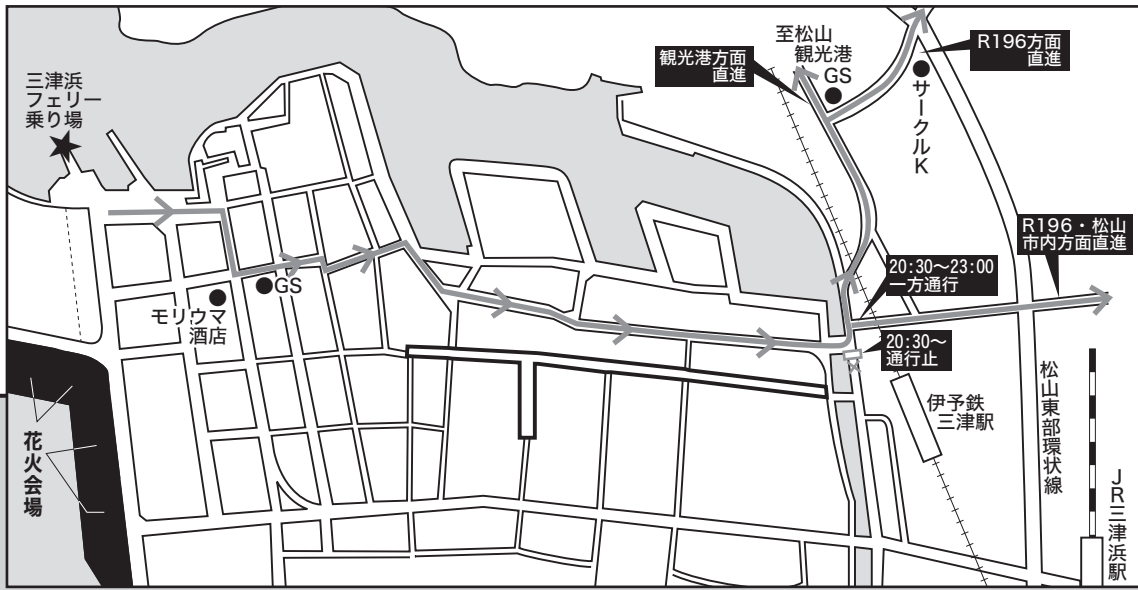 三津浜
フェリー
乗り場
至松山
観光港
GS
観光港方面
直進
R196方面
直進
サークルK
R196・松山
市内方面直進
20:30〜23:00
一方通行
20:30〜
通行止
GS
モリウマ
酒店
花火会場
伊予鉄
三津駅
松山東部環状線
JR三津浜駅